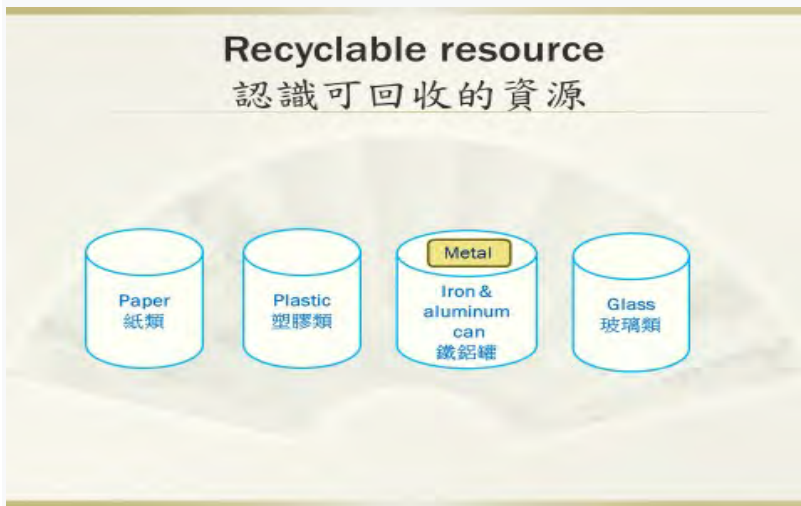 Recyclable resource
認識可回收的資源
Paper
紙類
Plastic
塑膠類
Metal
Iron &
aluminum
can
鐵鋁罐
Glass
玻璃類